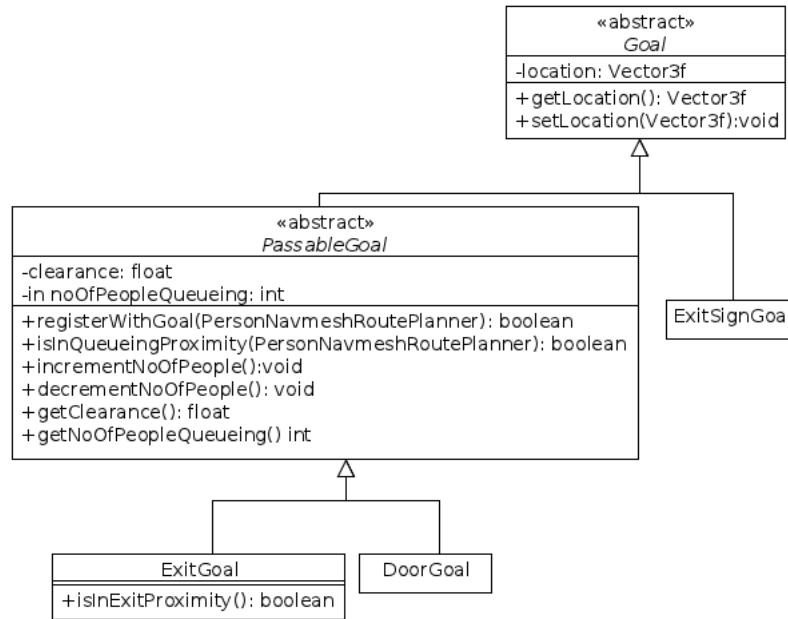 «abstract»
Goal
-location: Vector3f
+getLocation(): Vector3f
+setLocation(Vector3f):void
«abstract»
PassableGoal
-clearance: float
-in noOfPeopleQueueing: int
+registerWithGoal(PersonNavmeshRoutePlanner): boolean
+isInQueueingProximity(PersonNavmeshRoutePlanner): boolean
+incrementNoOfPeople():void
+decrementNoOfPeople(): void
+getClearance(): float
+getNoOfPeopleQueueing() int
ExitSignGoal
ExitGoal
+isInExitProximity(): boolean
DoorGoal